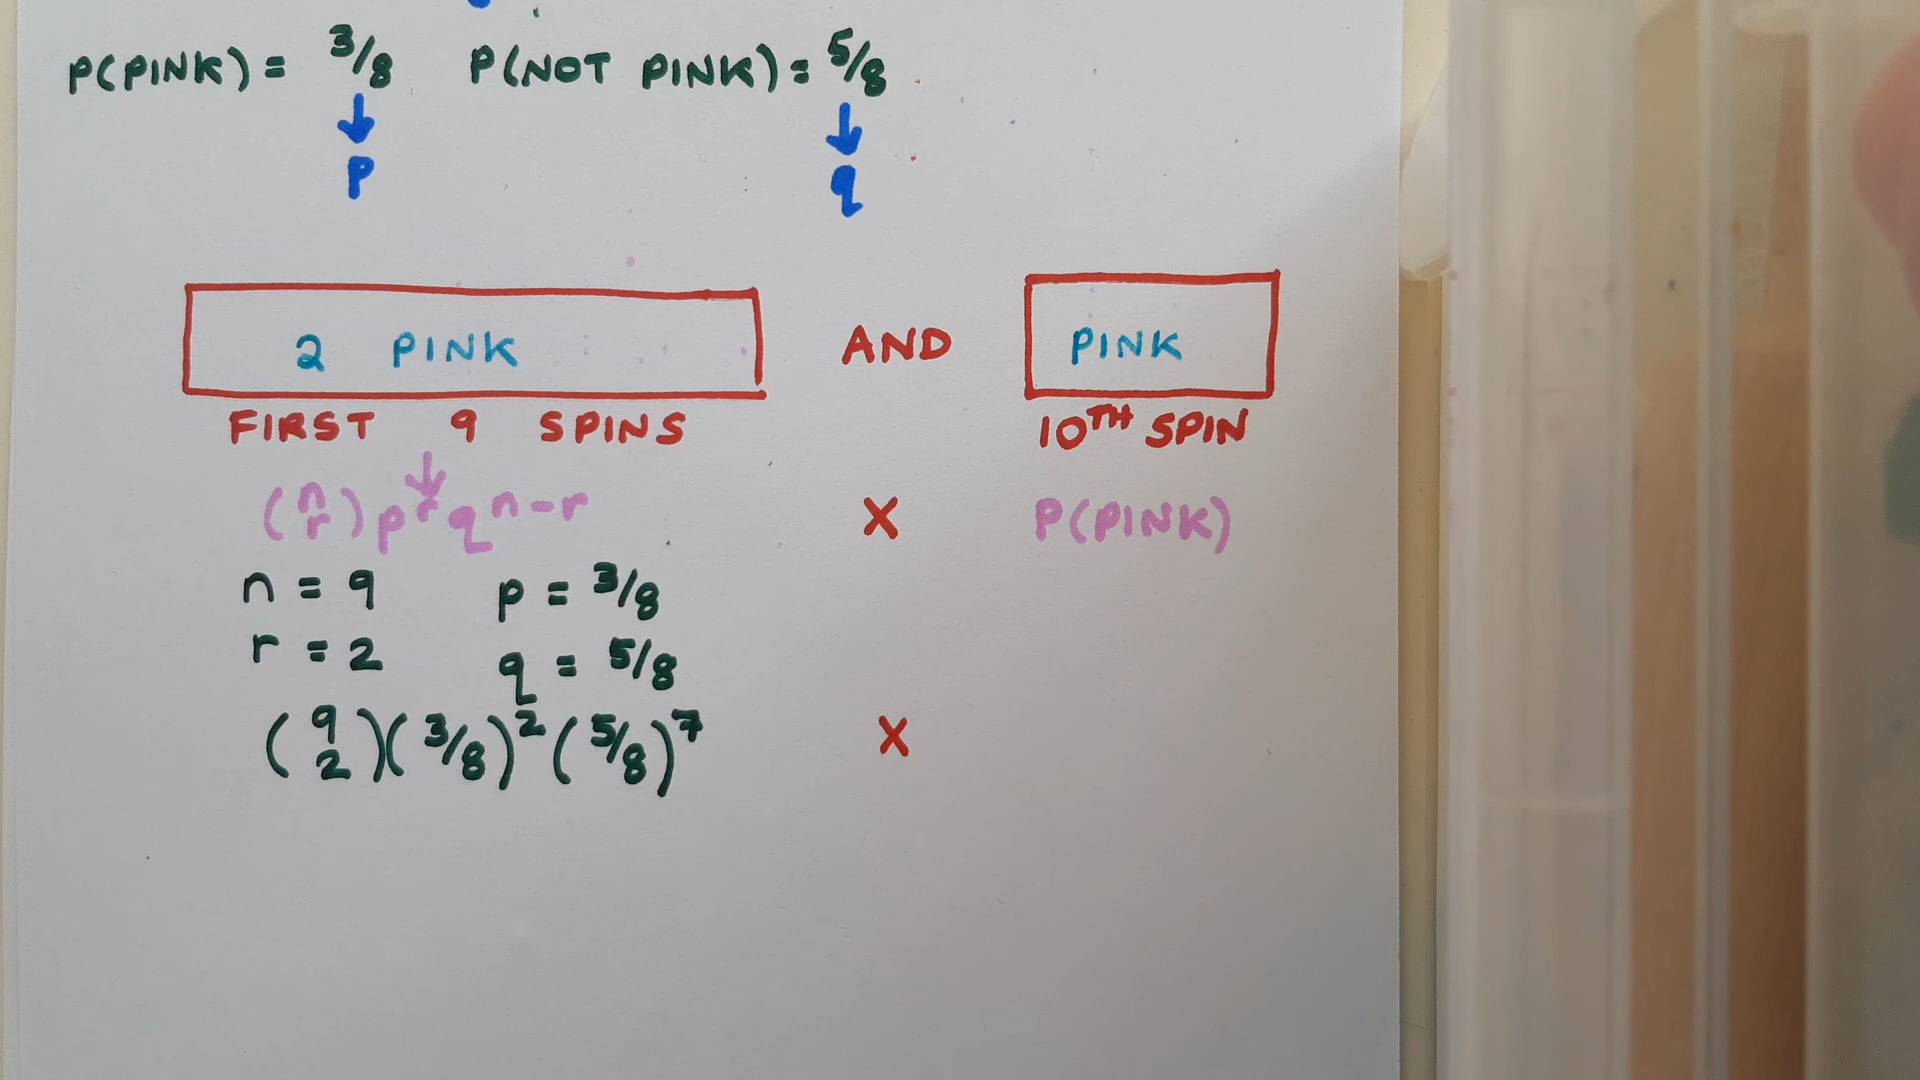 P(PINK) = 3/8 P(NOT PINK) = 5/8
↓ ↓
p q
2 PINK AND PINK
FIRST 9 SPINS 10TH SPIN
↓
(n r) p^r q^n-r X P(PINK)
n = 9 p = 3/8
r = 2 q = 5/8
(9 2)(3/8)^2(5/8)^7 X